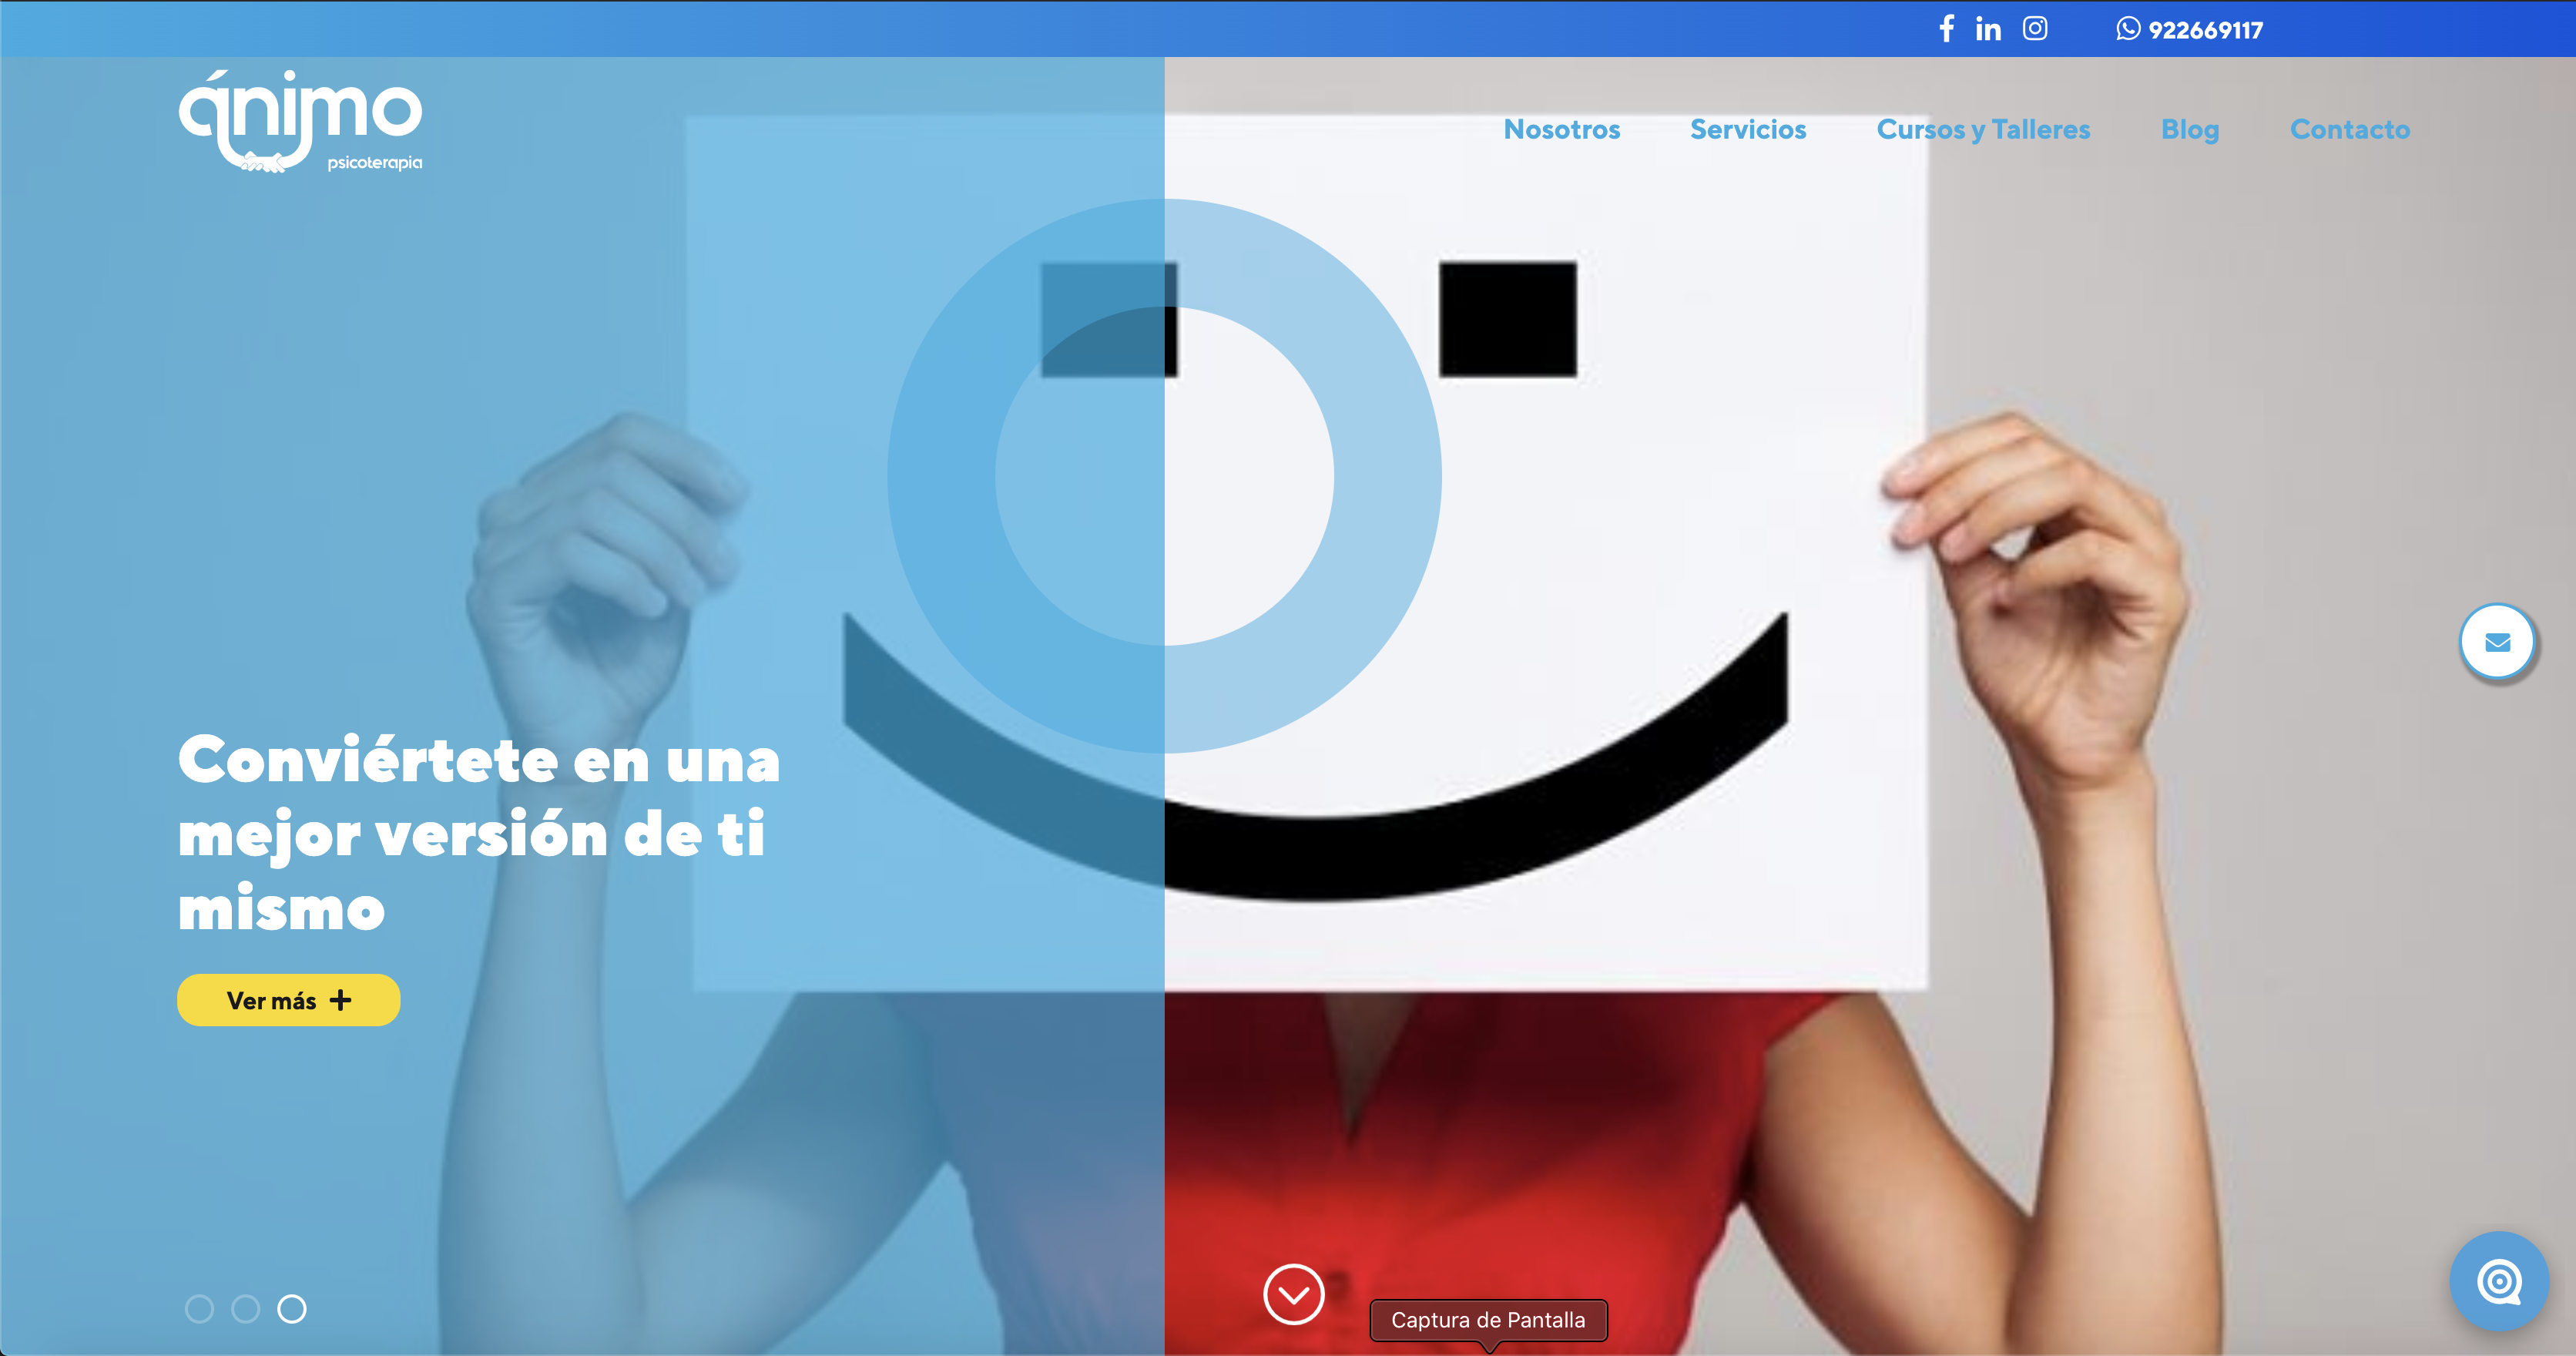 922669117
ánimo
psicoterapia
Nosotros Servicios Cursos y Talleres Blog Contacto
Conviértete en una
mejor versión de ti
mismo
Ver más +
Captura de Pantalla